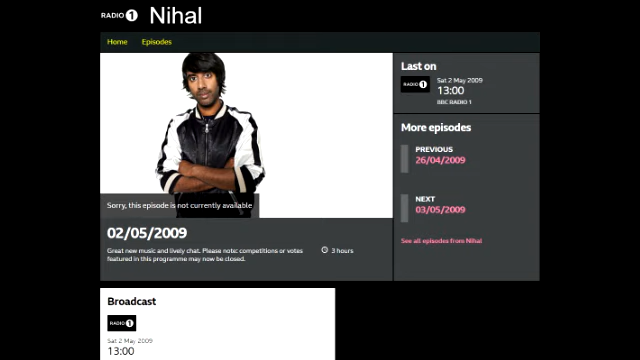 RADIO 1 Nihal
Home Episodes
Sorry, this episode is not currently available
02/05/2009
Great new music and lively chat. Please note: competitions or votes
featured in this programme may now be closed.
3 hours
Last on
RADIO 1
Sat 2 May 2009
13:00
BBC RADIO 1
More episodes
PREVIOUS
26/04/2009
NEXT
03/05/2009
See all episodes from Nihal
Broadcast
RADIO 1
Sat 2 May 2009
13:00